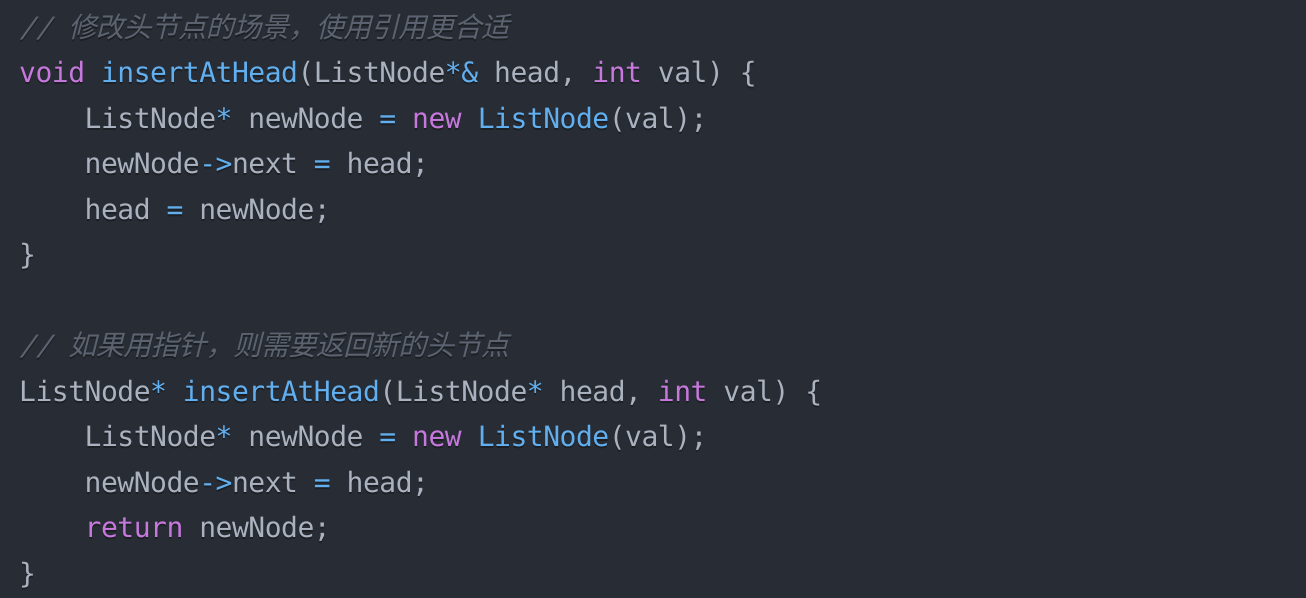 // 修改头节点的场景，使用引用更合适
void insertAtHead(ListNode*& head, int val) {
    ListNode* newNode = new ListNode(val);
    newNode->next = head;
    head = newNode;
}
// 如果用指针，则需要返回新的头节点
ListNode* insertAtHead(ListNode* head, int val) {
    ListNode* newNode = new ListNode(val);
    newNode->next = head;
    return newNode;
}